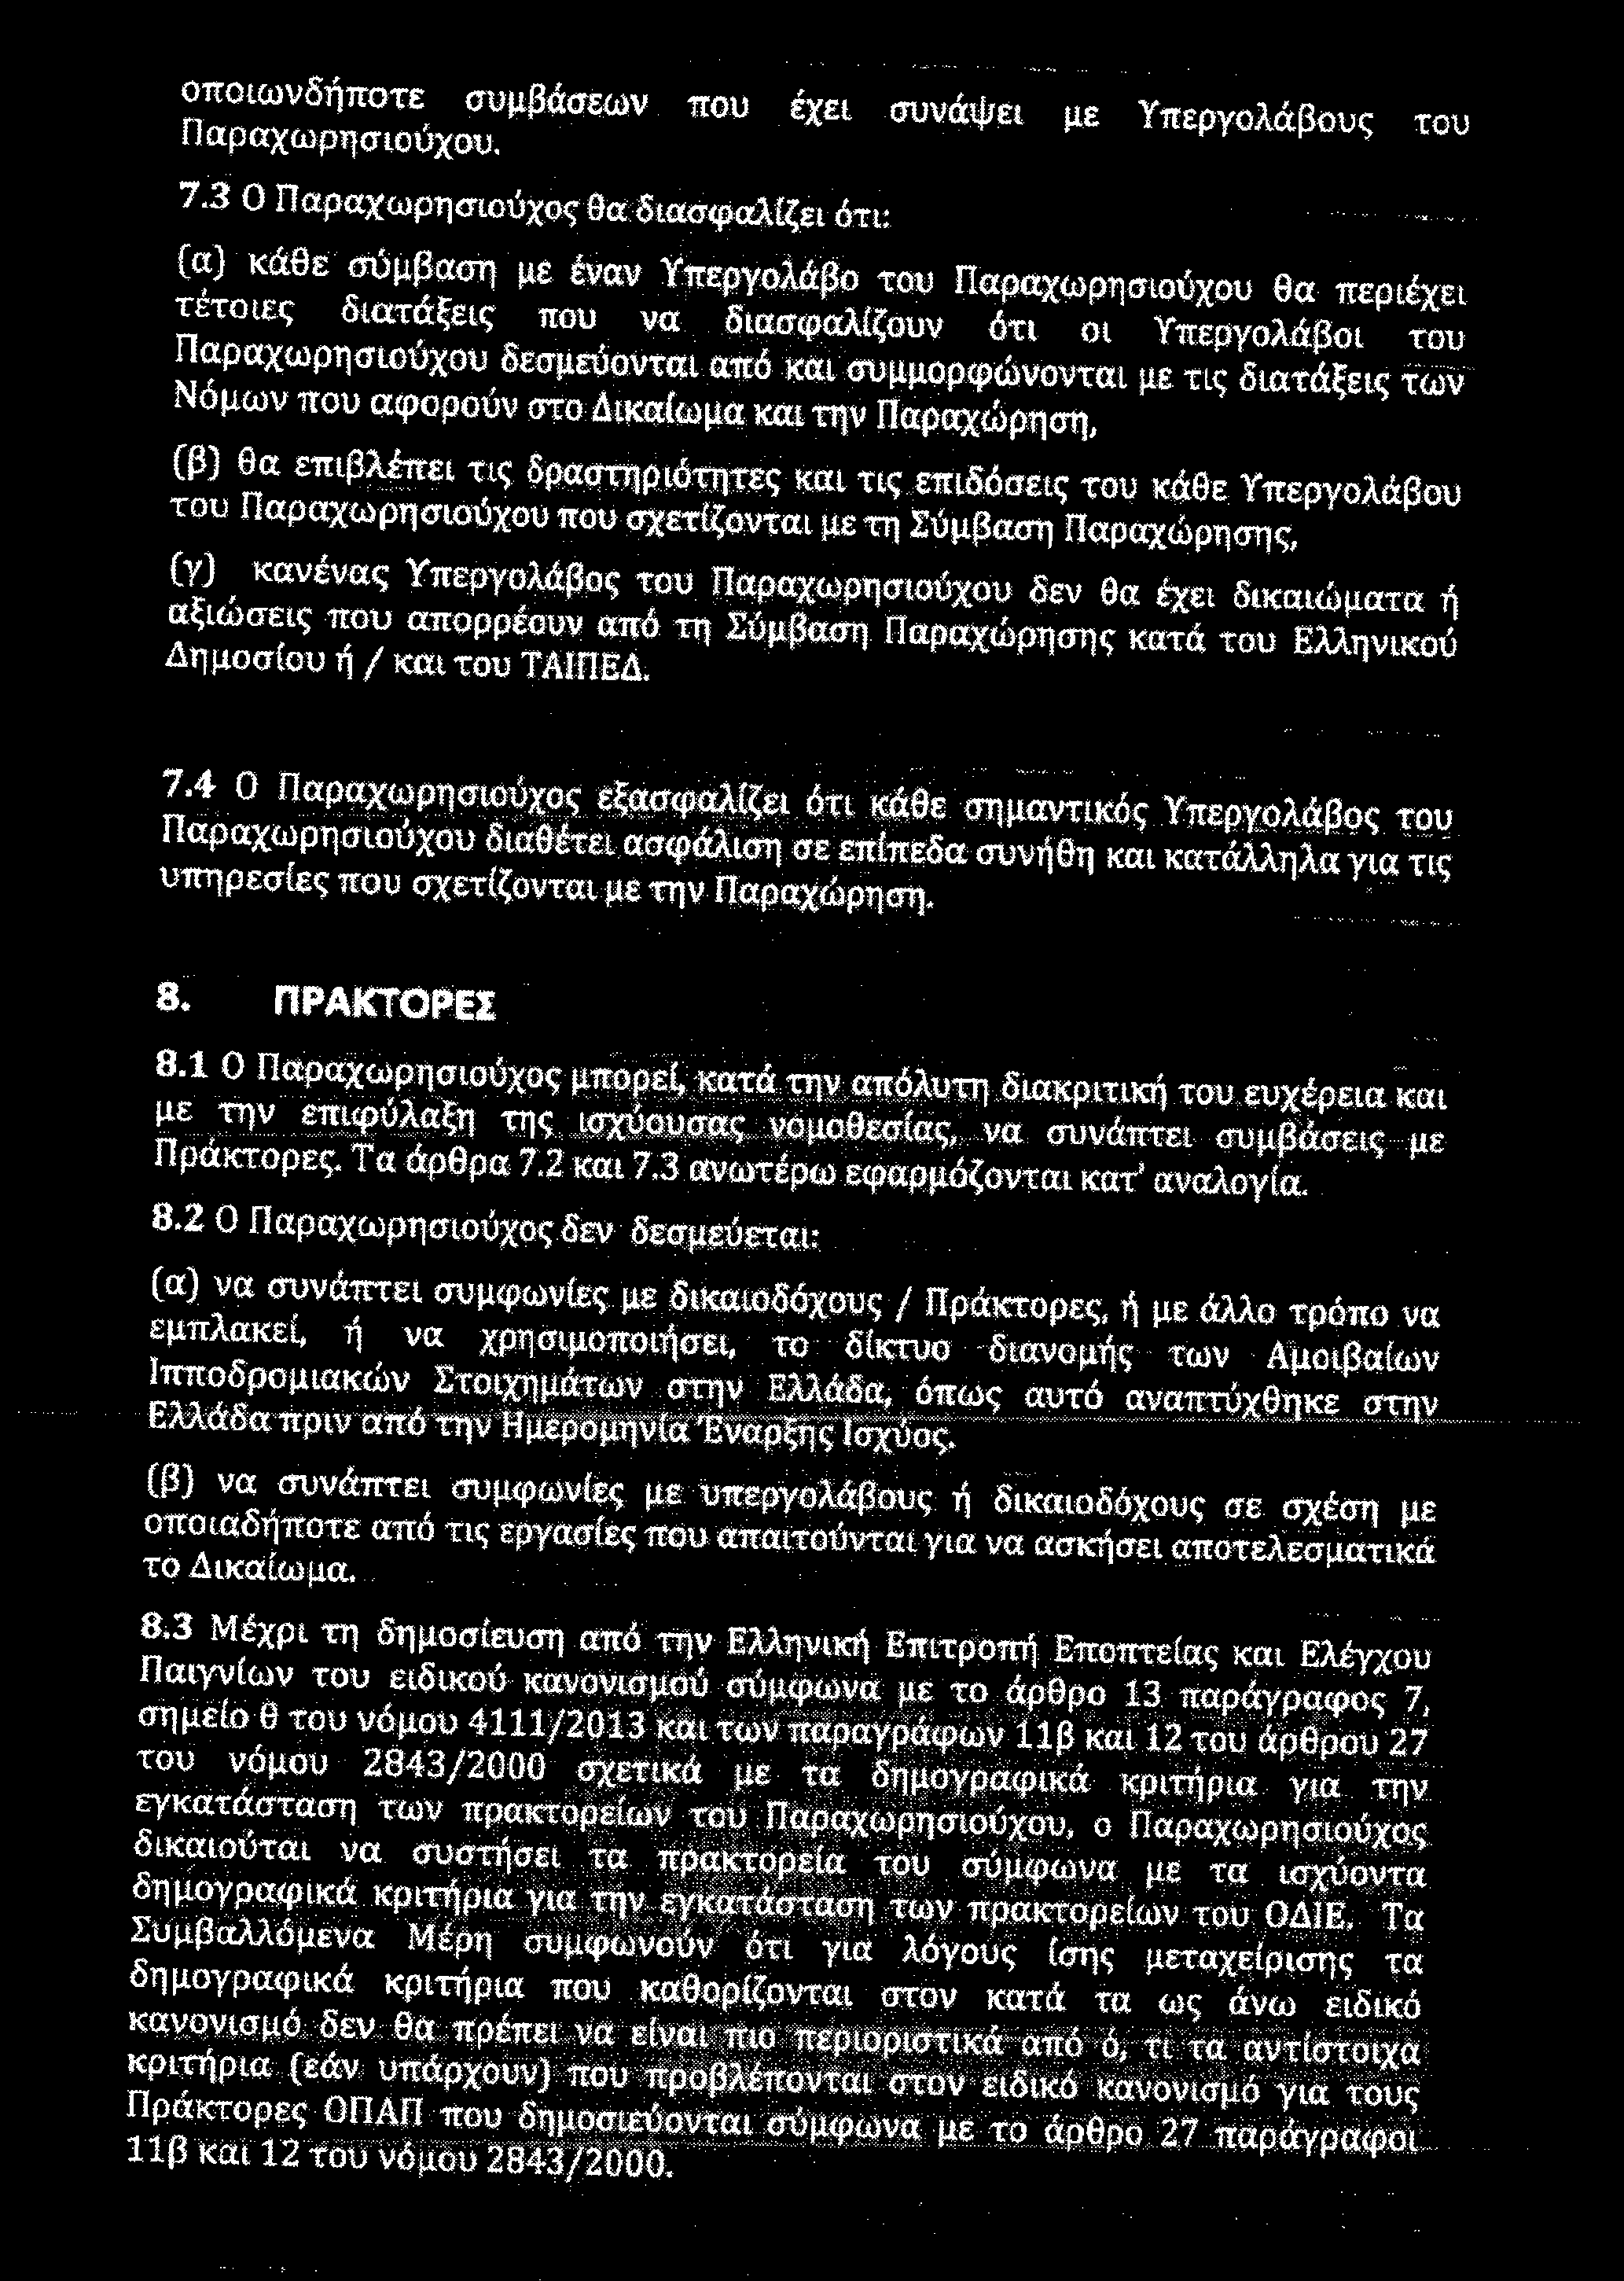 οποιωνδήποτε συμβάσεων που έχει συνάψει με Υπεργολάβους του
Παραχωρησιούχου.
7.3 Ο Παραχωρησιούχος θα διασφαλίζει ότι:
(α) κάθε σύμβαση με έναν Υπεργολάβο του Παραχωρησιούχου θα περιέχει
τέτοιες διατάξεις που να διασφαλίζουν ότι οι Υπεργολάβοι του
Παραχωρησιούχου δεσμεύονται από και συμμορφώνονται με τις διατάξεις των
Νόμων που αφορούν στο Δικαίωμα και την Παραχώρηση,
(β) θα επιβλέπει τις δραστηριότητες και τις επιδόσεις του κάθε Υπεργολάβου
του Παραχωρησιούχου που σχετίζονται με τη Σύμβαση Παραχώρησης,
(γ) κανένας Υπεργολάβος του Παραχωρησιούχου δεν θα έχει δικαιώματα ή
αξιώσεις που απορρέουν από τη Σύμβαση Παραχώρησης κατά του Ελληνικού
Δημοσίου ή / και του ΤΑΙΠΕΔ.
7.4 Ο Παραχωρησιούχος εξασφαλίζει ότι κάθε σημαντικός Υπεργολάβος του
Παραχωρησιούχου διαθέτει ασφάλιση σε επίπεδα συνήθη και κατάλληλα για τις
υπηρεσίες που σχετίζονται με την Παραχώρηση.
8. ΠΡΑΚΤΟΡΕΣ
8.1 Ο Παραχωρησιούχος μπορεί, κατά την απόλυτη διακριτική του ευχέρεια και
με την επιφύλαξη της ισχύουσας νομοθεσίας, να συνάπτει συμβάσεις με
Πράκτορες. Τα άρθρα 7.2 και 7.3 ανωτέρω εφαρμόζονται κατ' αναλογία.
8.2 Ο Παραχωρησιούχος δεν δεσμεύεται:
(α) να συνάπτει συμφωνίες με δικαιοδόχους / Πράκτορες, ή με άλλο τρόπο να
εμπλακεί, ή να χρησιμοποιήσει, το δίκτυο διανομής των Αμοιβαίων
Ιπποδρομιακών Στοιχημάτων στην Ελλάδα, όπως αυτό αναπτύχθηκε στην
Ελλάδα πριν από την Ημερομηνία Έναρξης Ισχύος.
(β) να συνάπτει συμφωνίες με υπεργολάβους ή δικαιοδόχους σε σχέση με
οποιαδήποτε από τις εργασίες που απαιτούνται για να ασκήσει αποτελεσματικά
το Δικαίωμα.
8.3 Μέχρι τη δημοσίευση από την Ελληνική Επιτροπή Εποπτείας και Ελέγχου
Παιγνίων του ειδικού κανονισμού σύμφωνα με το άρθρο 13 παράγραφος 7,
σημείο θ του νόμου 4111/2013 και των παραγράφων 11β και 12 του άρθρου 27
του νόμου 2843/2000 σχετικά με τα δημογραφικά κριτήρια για την
εγκατάσταση των πρακτορείων του Παραχωρησιούχου, ο Παραχωρησιούχος
δικαιούται να συστήσει τα πρακτορεία του σύμφωνα με τα ισχύοντα
δημογραφικά κριτήρια για την εγκατάσταση των πρακτορείων του ΟΔΙΕ. Τα
Συμβαλλόμενα Μέρη συμφωνούν ότι για λόγους ίσης μεταχείρισης τα
δημογραφικά κριτήρια που καθορίζονται στον κατά τα ως άνω ειδικό
κανονισμό δεν θα πρέπει να είναι πιο περιοριστικά από ό, τι τα αντίστοιχα
κριτήρια (εάν υπάρχουν) που προβλέπονται στον ειδικό κανονισμό για τους
Πράκτορες ΟΠΑΠ που δημοσιεύονται σύμφωνα με το άρθρο 27 παράγραφοι
11β και 12 του νόμου 2843/2000.